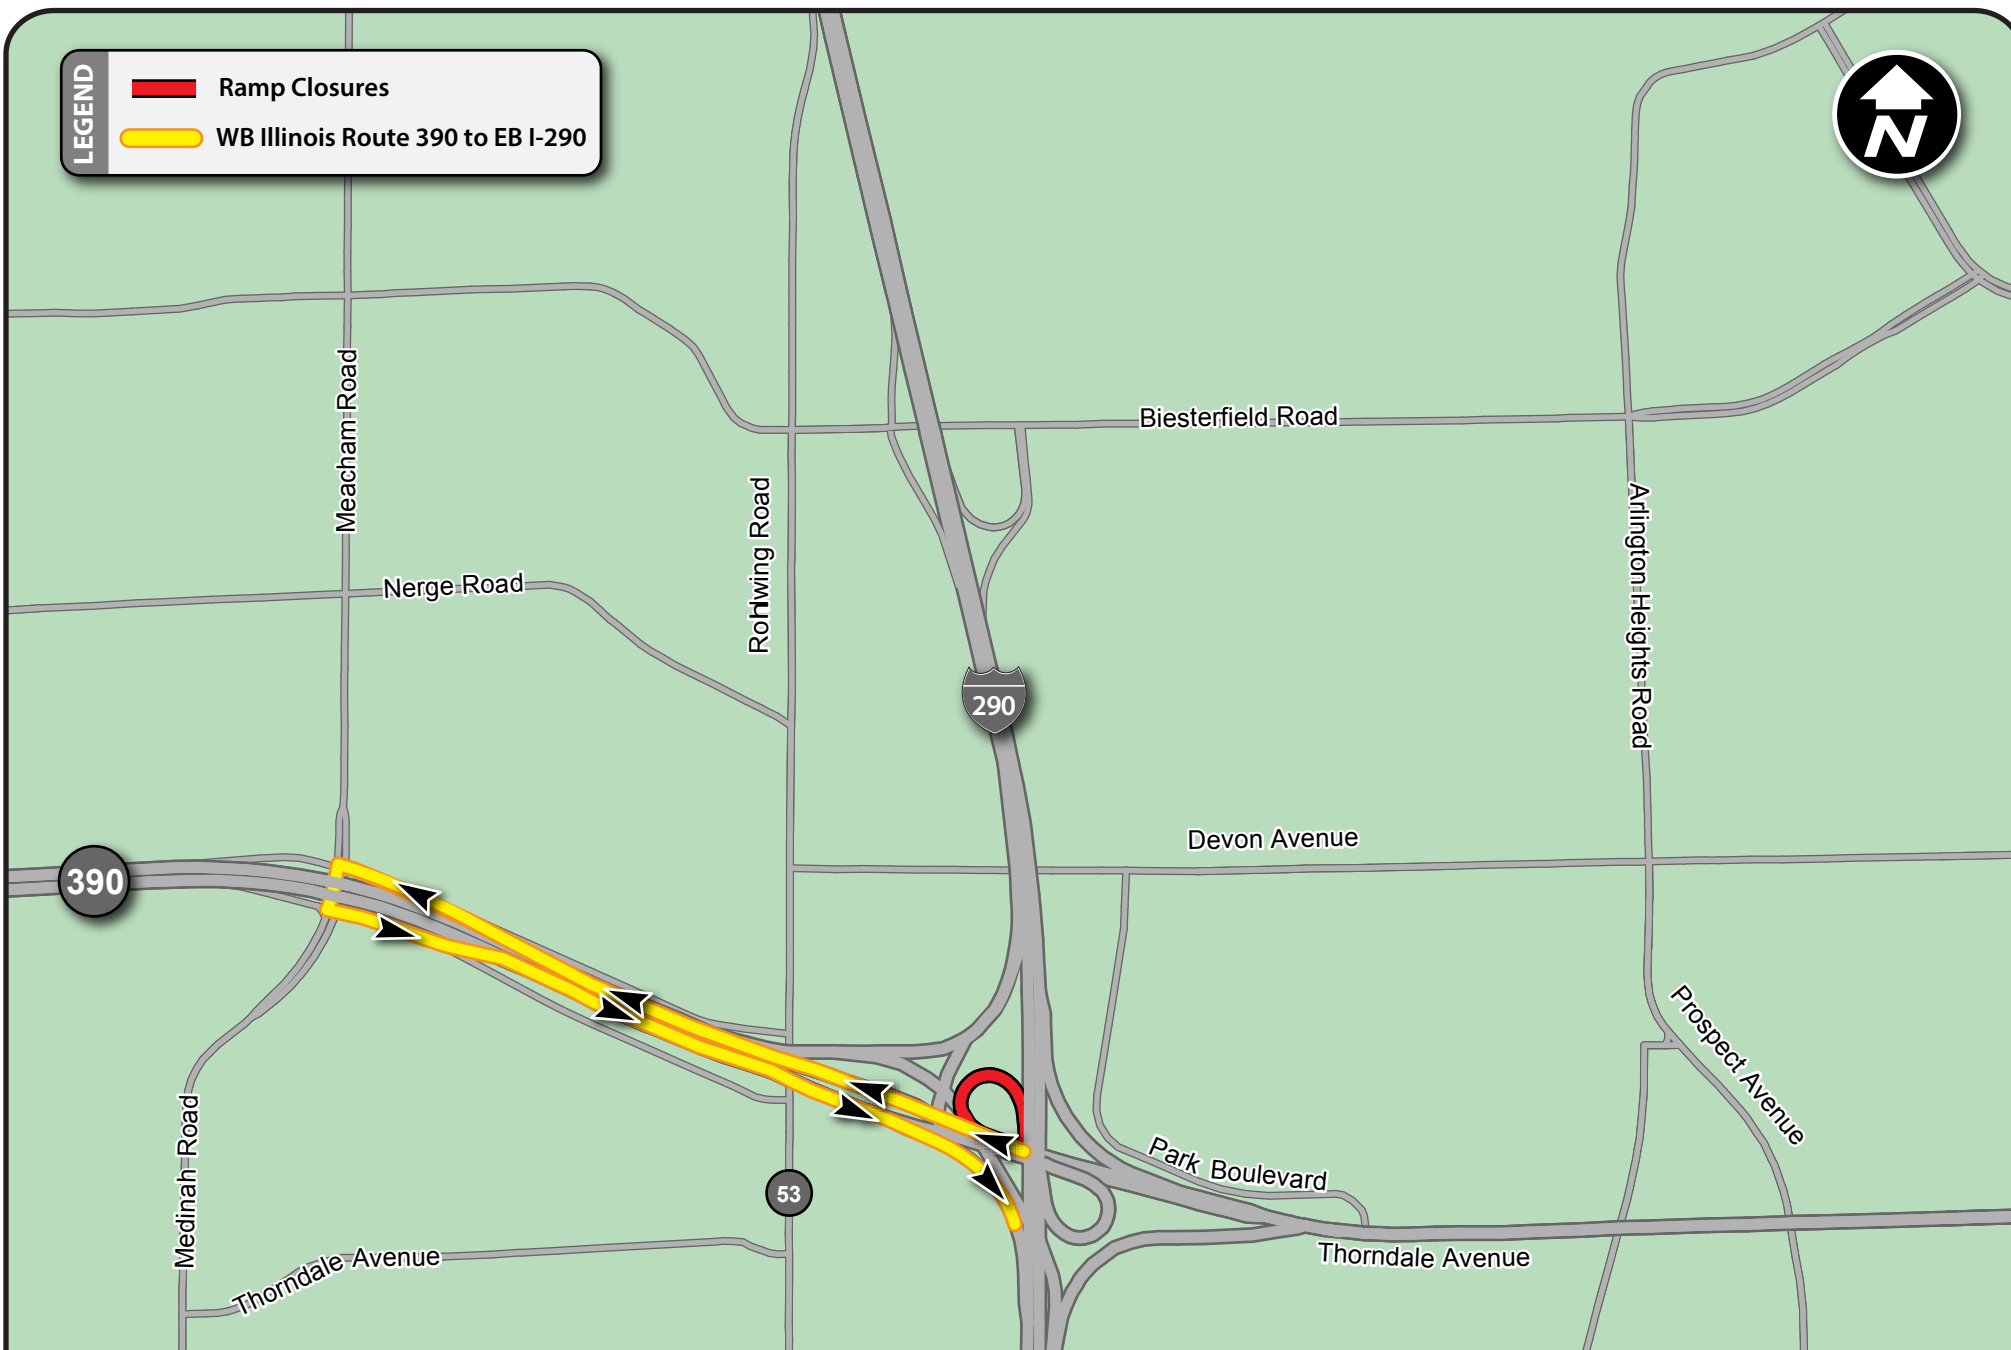 LEGEND
Ramp Closures
WB Illinois Route 390 to EB I-290
N
Meacham Road
Biesterfield Road
Rohlwing Road
Arlington Heights Road
Nerge Road
290
Devon Avenue
390
Prospect Avenue
Medinah Road
Park Boulevard
53
Thorndale Avenue
Thorndale Avenue